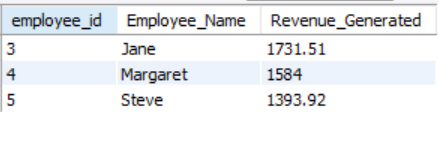 employee_id Employee_Name Revenue_Generated
3 Jane 1731.51
4 Margaret 1584
5 Steve 1393.92